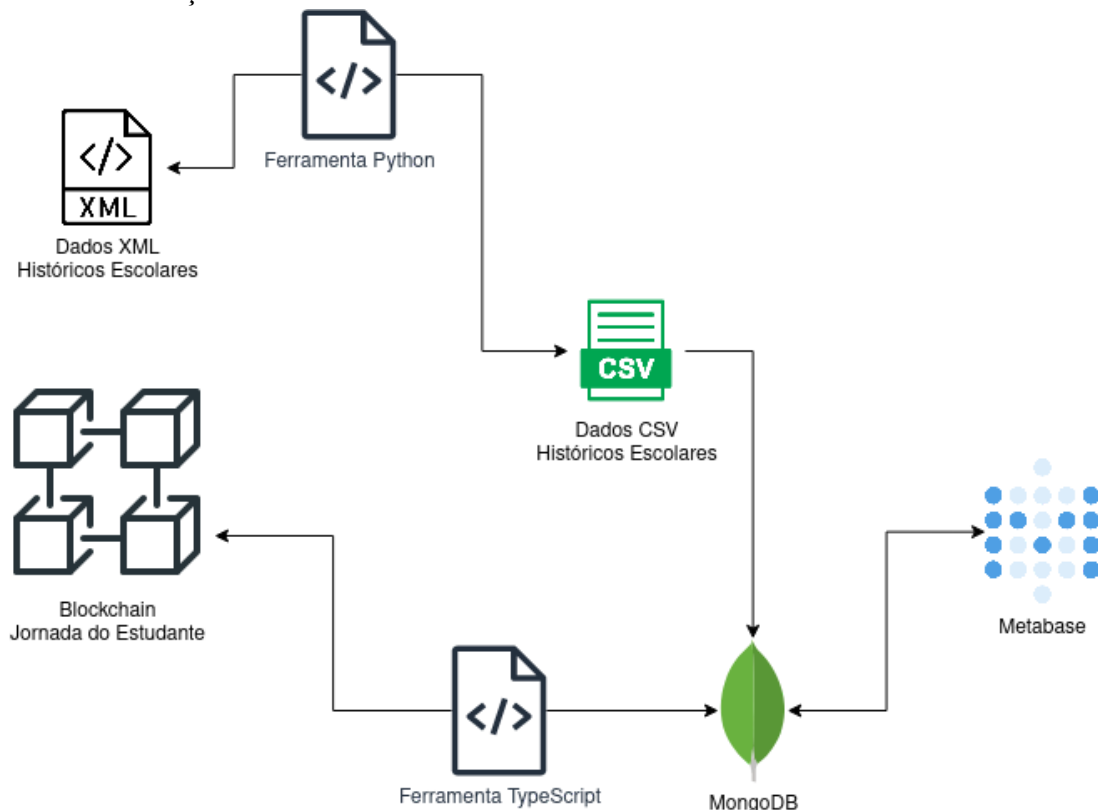 </>
Ferramenta Python
</>
XML
Dados XML
Históricos Escolares
CSV
Dados CSV
Históricos Escolares
Blockchain
Jornada do Estudante
Metabase
</>
Ferramenta TypeScript
MongoDB